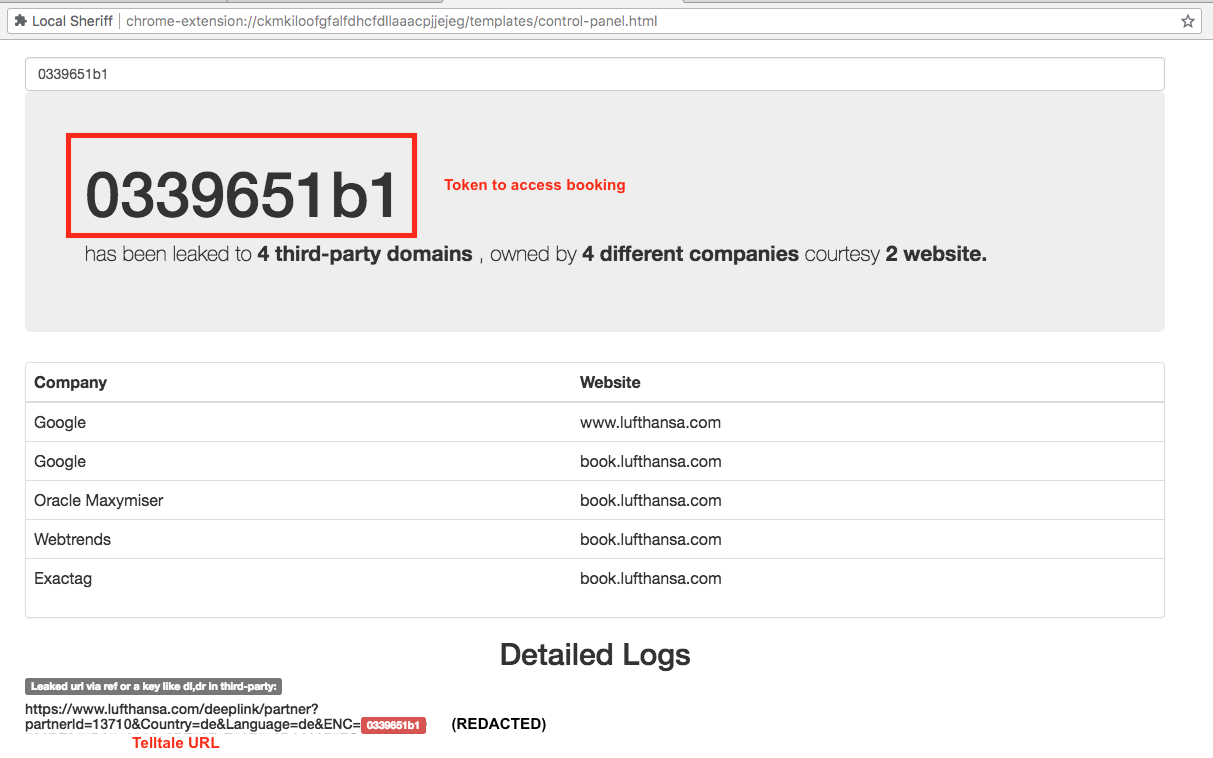 Local Sheriff chrome-extension://ckmkiloofgfalfdhcfdllaaacpjjejeg/templates/control-panel.html
0339651b1
0339651b1
Token to access booking
has been leaked to 4 third-party domains , owned by 4 different companies courtesy 2 website.
Company Website
Google www.lufthansa.com
Google book.lufthansa.com
Oracle Maxymiser book.lufthansa.com
Webtrends book.lufthansa.com
Exactag book.lufthansa.com
Detailed Logs
Leaked url via ref or a key like dl,dr in third-party:
https://www.lufthansa.com/deeplink/partner?
partnerId=13710&Country=de&Language=de&ENC=0339651b1 (REDACTED)
Telltale URL